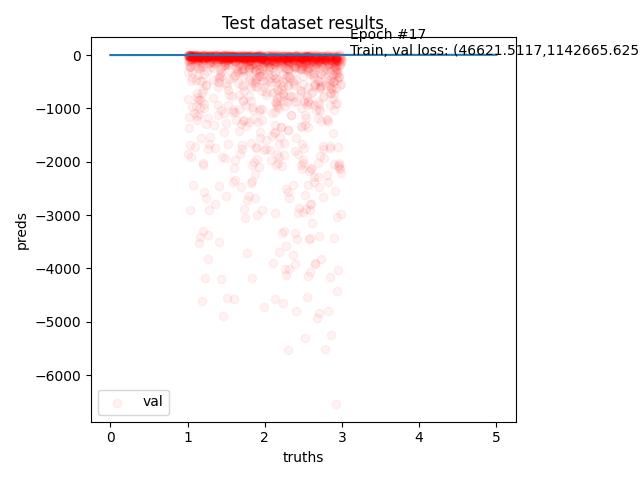 Test dataset results
Epoch #17
Train, val loss: (46621.5117,1142665.625
0
−1000
−2000
−3000
−4000
−5000
−6000
preds
val
0 1 2 3 4 5
truths